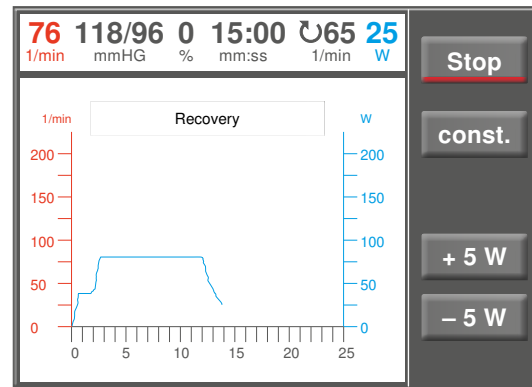 76 118/96 0 15:00 ↻65 25
1/min mmHG % mm:ss 1/min W
Stop
1/min Recovery W
const.
200 200
150 150
100 100
+ 5 W
50 50
– 5 W
0 0
0 5 10 15 20 25